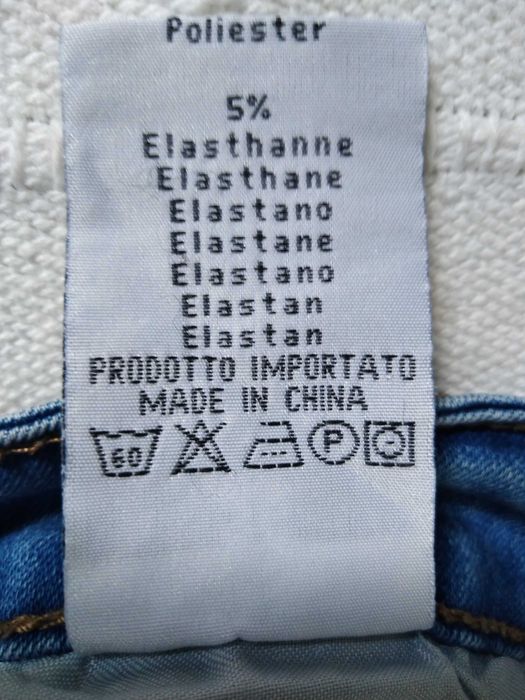 Poliester
5%
Elasthanne
Elasthane
Elastano
Elastane
Elastano
Elastan
Elastan
PRODOTTO IMPORTATO
MADE IN CHINA
60 P